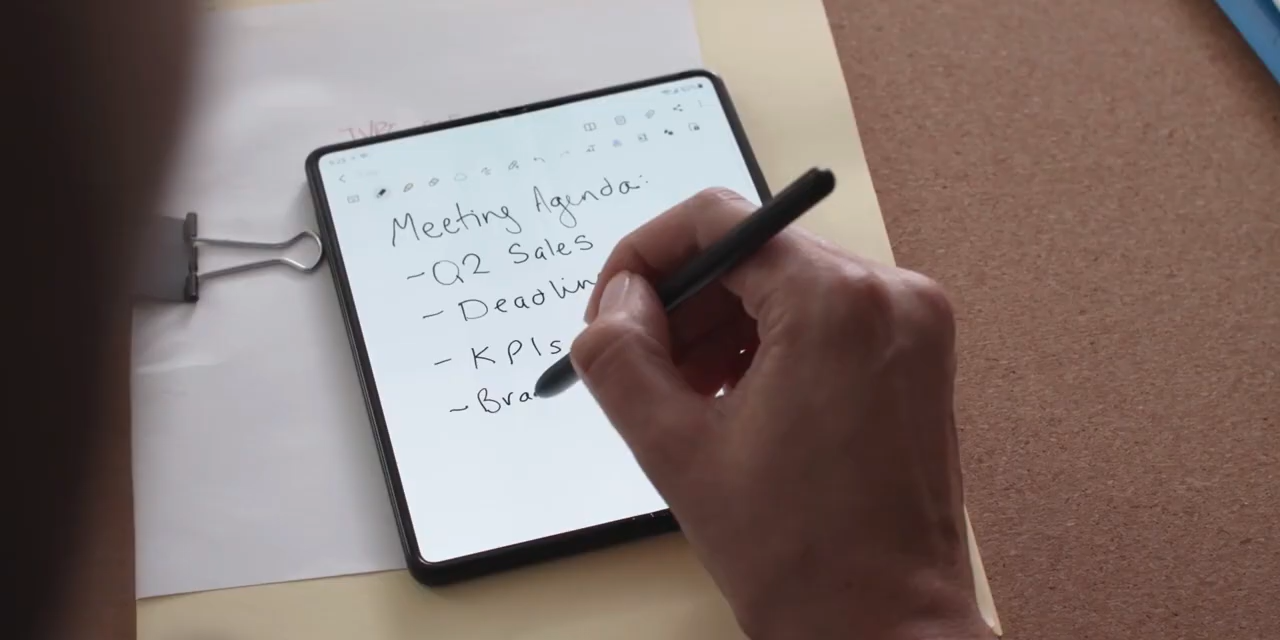 Meeting Agenda:
- Q2 Sales
- Deadlin
- KPIs
- Bra